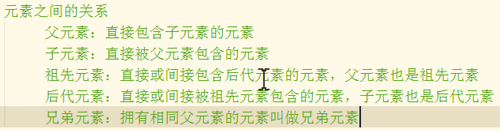 元素之间的关系
父元素：直接包含子元素的元素
子元素：直接被父元素包含的元素
祖先元素：直接或间接包含后代元素的元素，父元素也是祖先元素
后代元素：直接或间接被祖先元素包含的元素，子元素也是后代元素
兄弟元素：拥有相同父元素的元素叫做兄弟元素